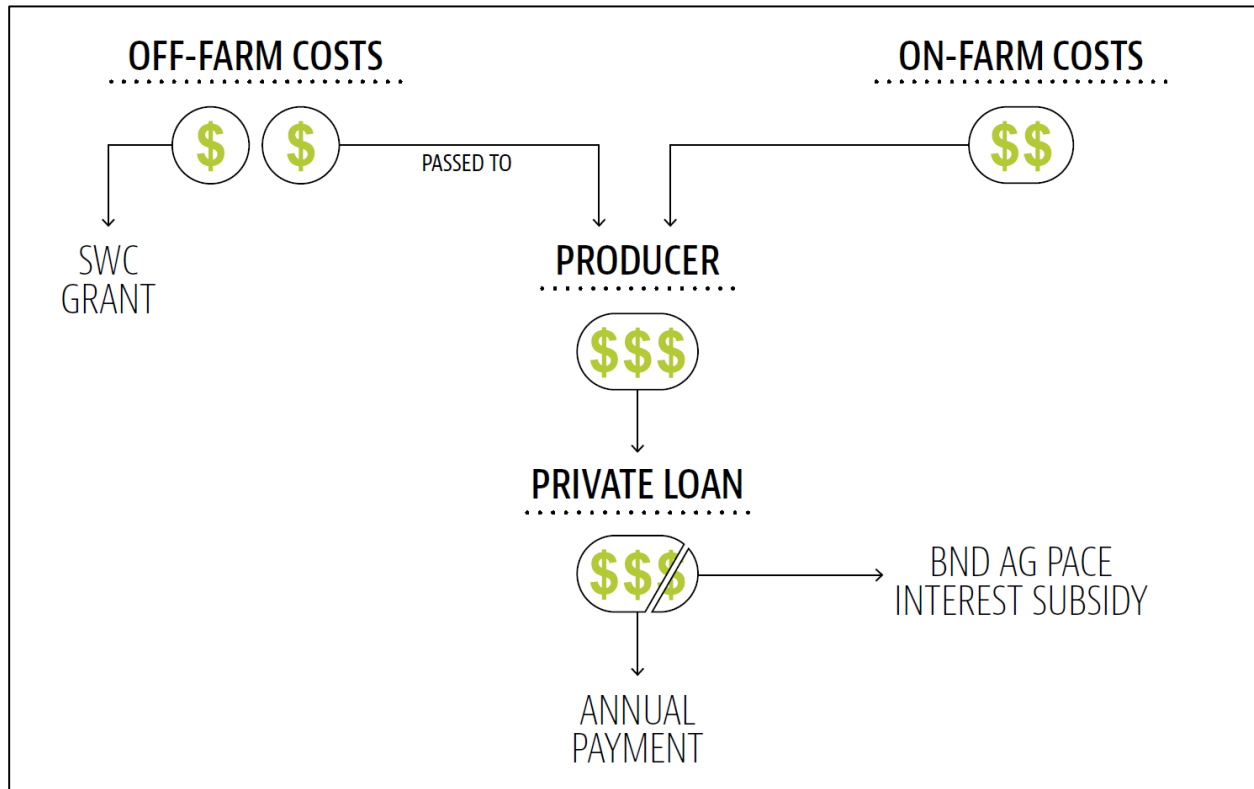 OFF-FARM COSTS
ON-FARM COSTS
$ $
$$
PASSED TO
SWC
GRANT
PRODUCER
$$$
PRIVATE LOAN
$$$
BND AG PACE
INTEREST SUBSIDY
ANNUAL
PAYMENT